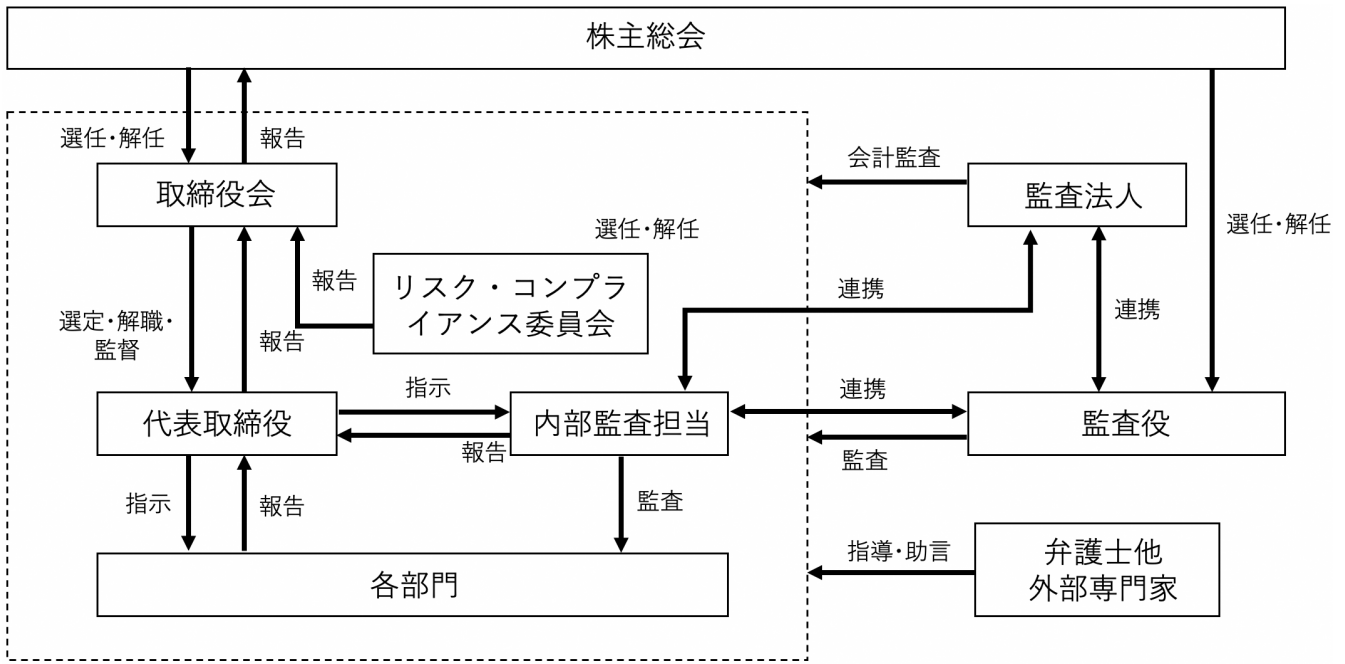 株主総会
選任・解任
報告
取締役会
会計監査
監査法人
選任・解任
選任・解任
報告
リスク・コンプラ
イアンス委員会
連携
連携
選定・解職・
監督
報告
指示
代表取締役
内部監査担当
連携
監査役
報告
監査
指示
報告
監査
各部門
指導・助言
弁護士他
外部専門家